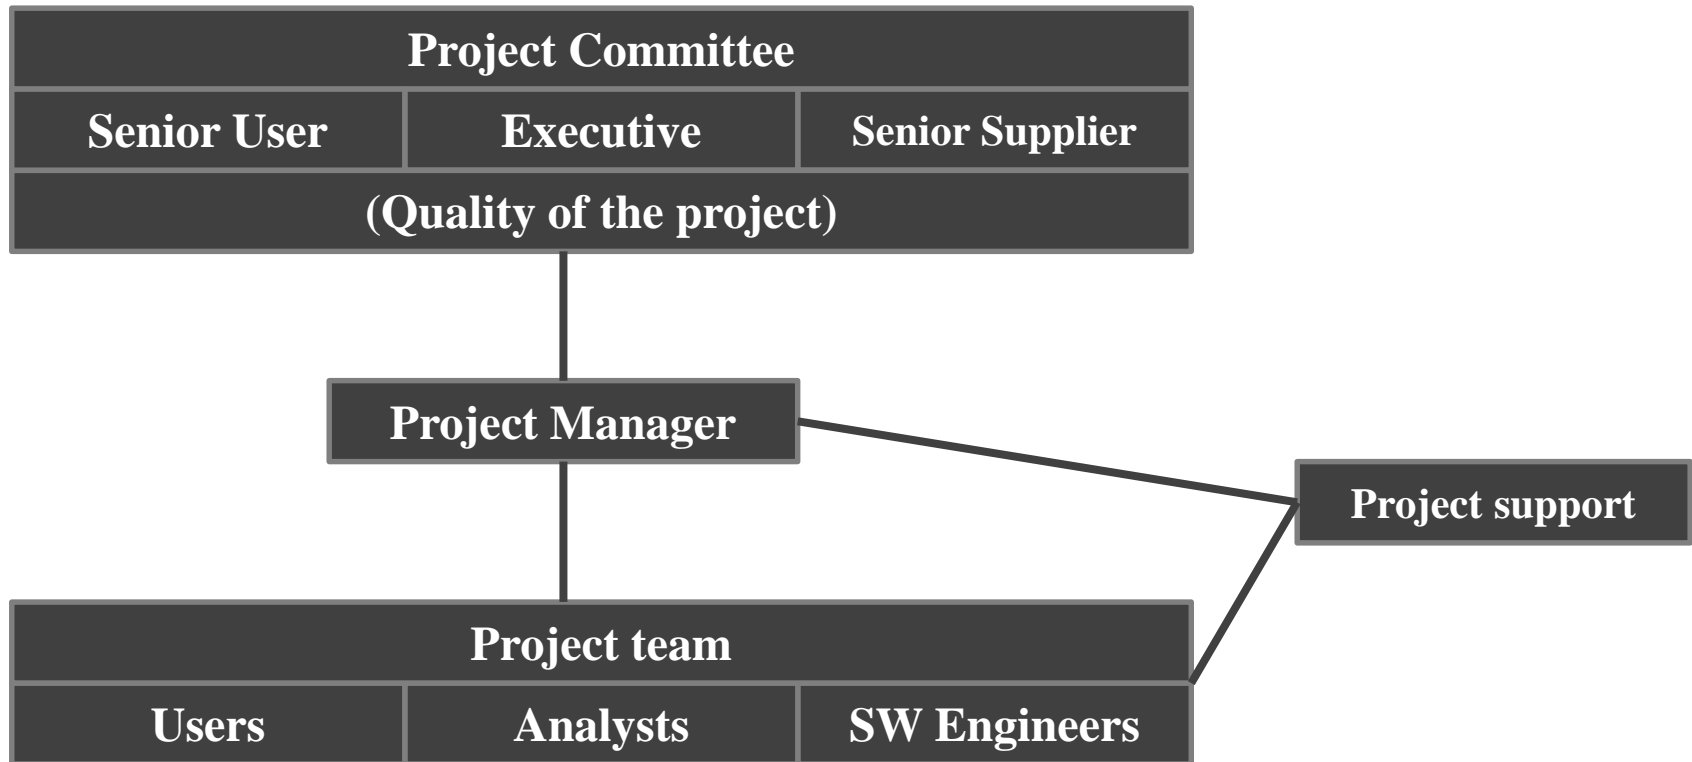 Project Committee
Senior User
Executive
Senior Supplier
(Quality of the project)
Project Manager
Project support
Project team
Users
Analysts
SW Engineers